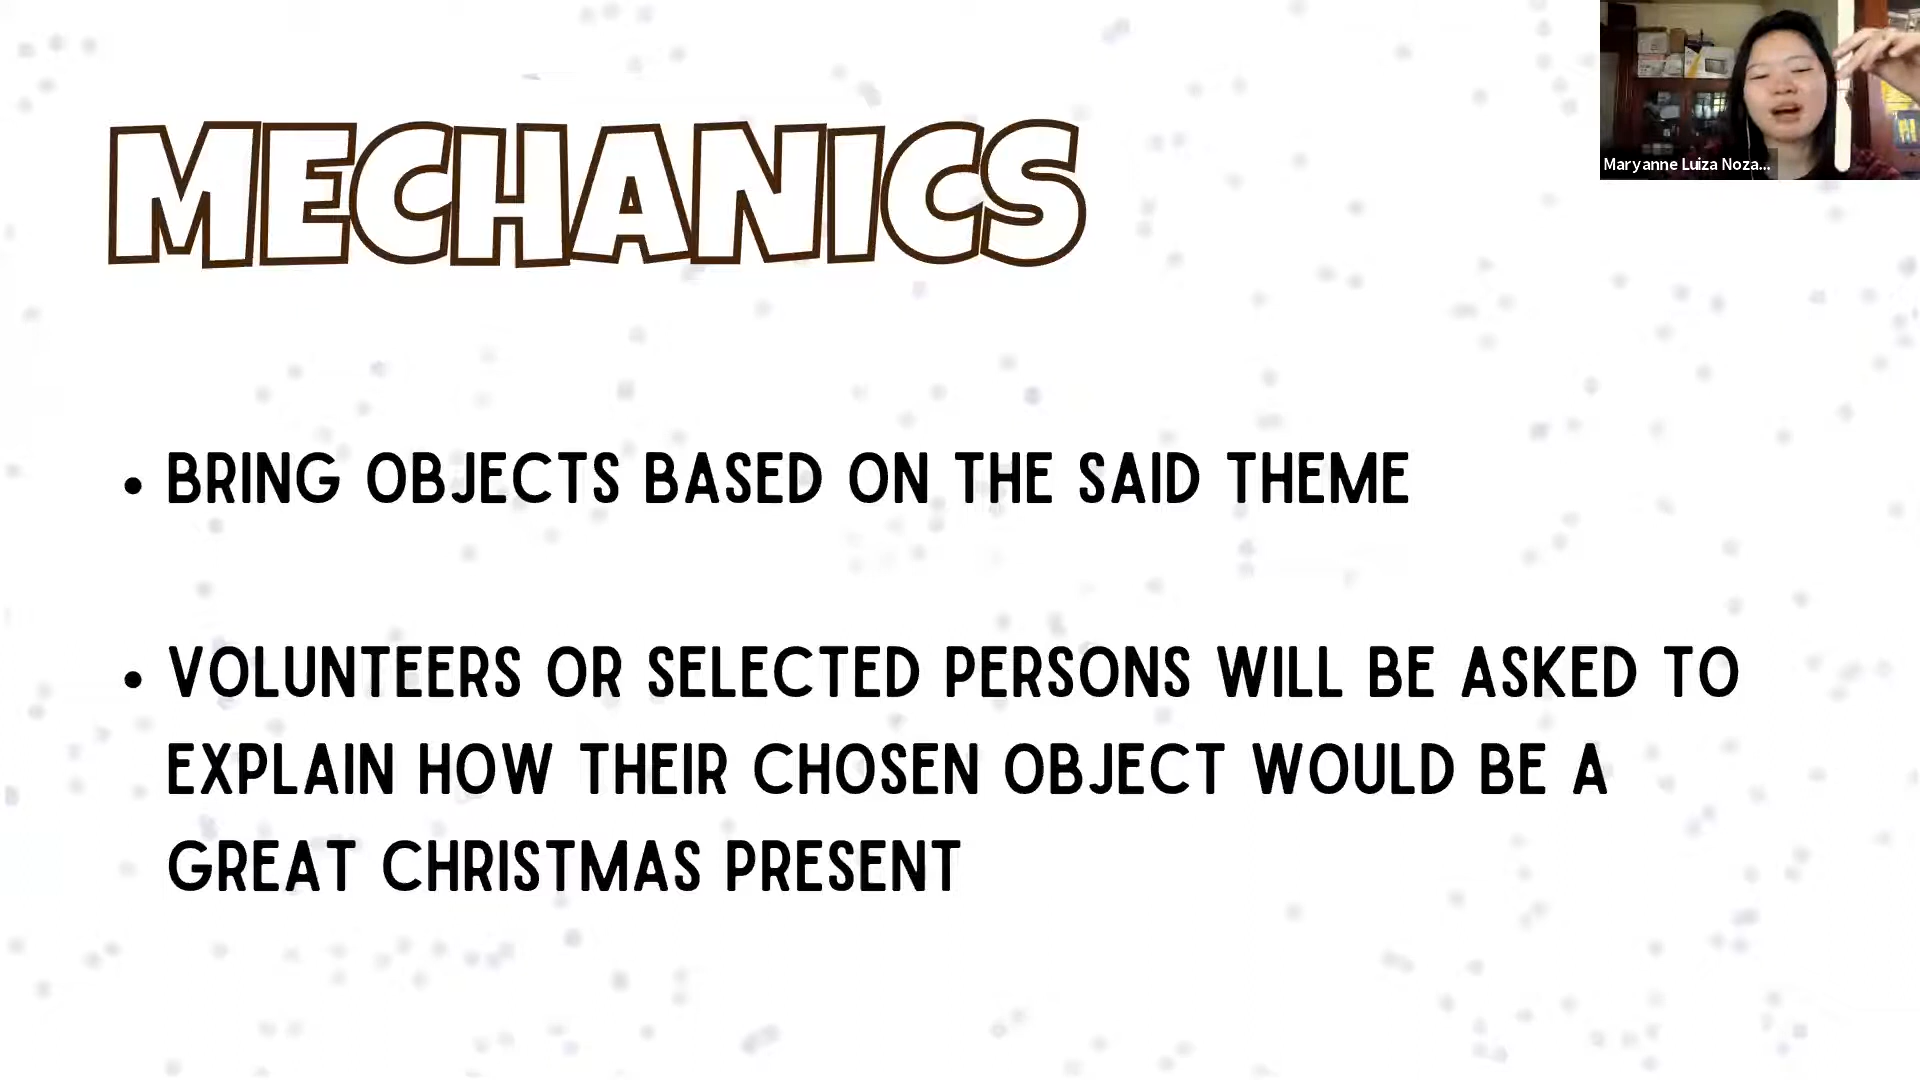 MECHANICS
Maryanne Luiza Noza...
• BRING OBJECTS BASED ON THE SAID THEME
• VOLUNTEERS OR SELECTED PERSONS WILL BE ASKED TO
EXPLAIN HOW THEIR CHOSEN OBJECT WOULD BE A
GREAT CHRISTMAS PRESENT